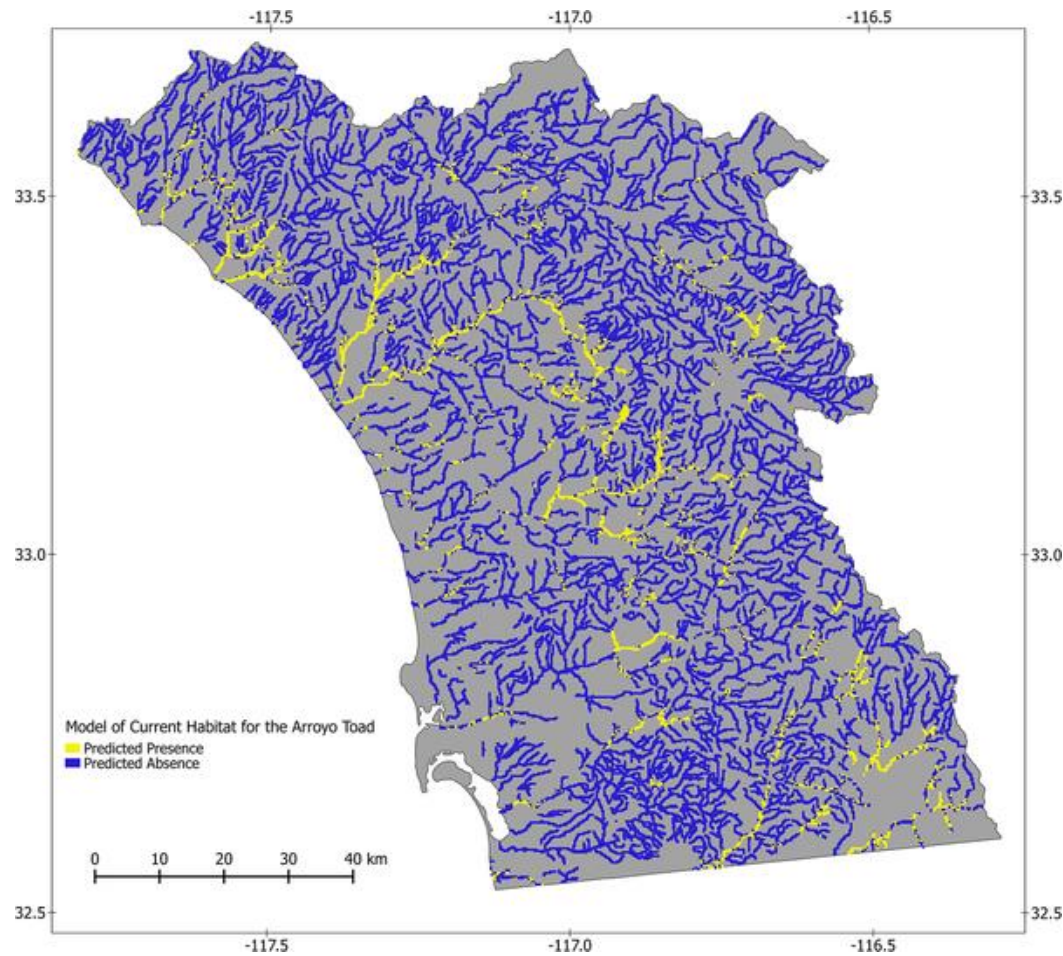 -117.5 -117.0 -116.5
33.5 33.5
33.0 33.0
Model of Current Habitat for the Arroyo Toad
Predicted Presence
Predicted Absence
0 10 20 30 40 km
32.5 32.5
-117.5 -117.0 -116.5